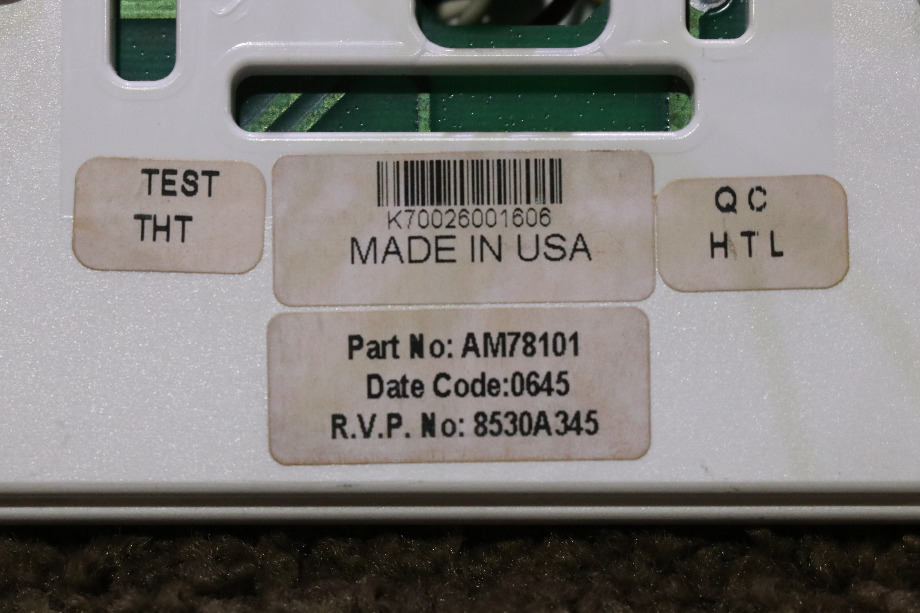 TEST
THT
K70026001606
MADE IN USA
QC
HTL
Part No: AM78101
Date Code:0645
R.V.P. No: 8530A345